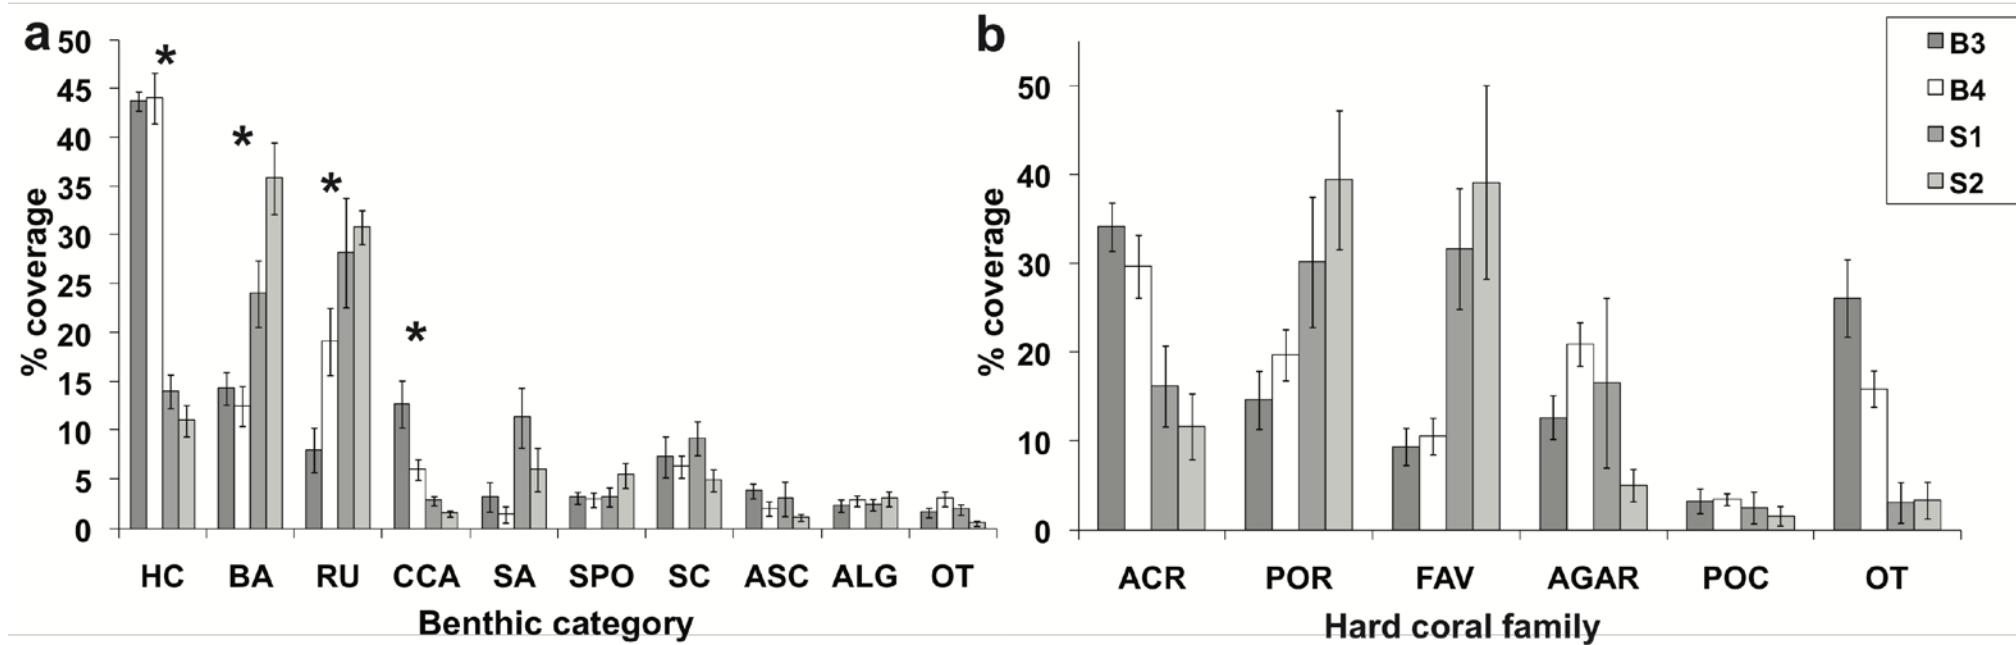 a
*
*
*
*
50
45
40
35
30
25
20
15
10
5
0
% coverage
HC BA RU CCA SA SPO SC ASC ALG OT
Benthic category
b
50
40
30
20
10
0
% coverage
ACR POR FAV AGAR POC OT
Hard coral family
B3
B4
S1
S2